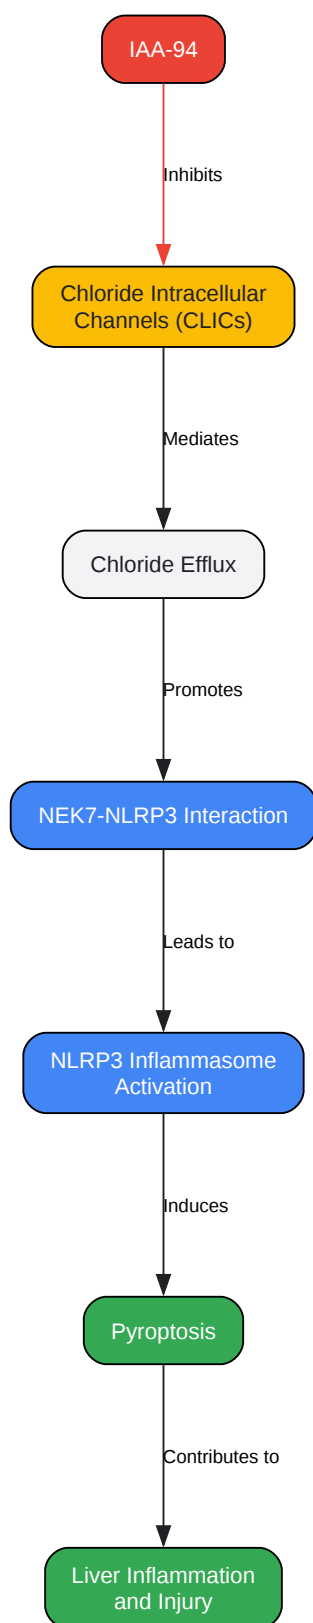 IAA-94
Inhibits
Chloride Intracellular
Channels (CLICs)
Mediates
Chloride Efflux
Promotes
NEK7-NLRP3 Interaction
Leads to
NLRP3 Inflammasome
Activation
Induces
Pyroptosis
Contributes to
Liver Inflammation
and Injury